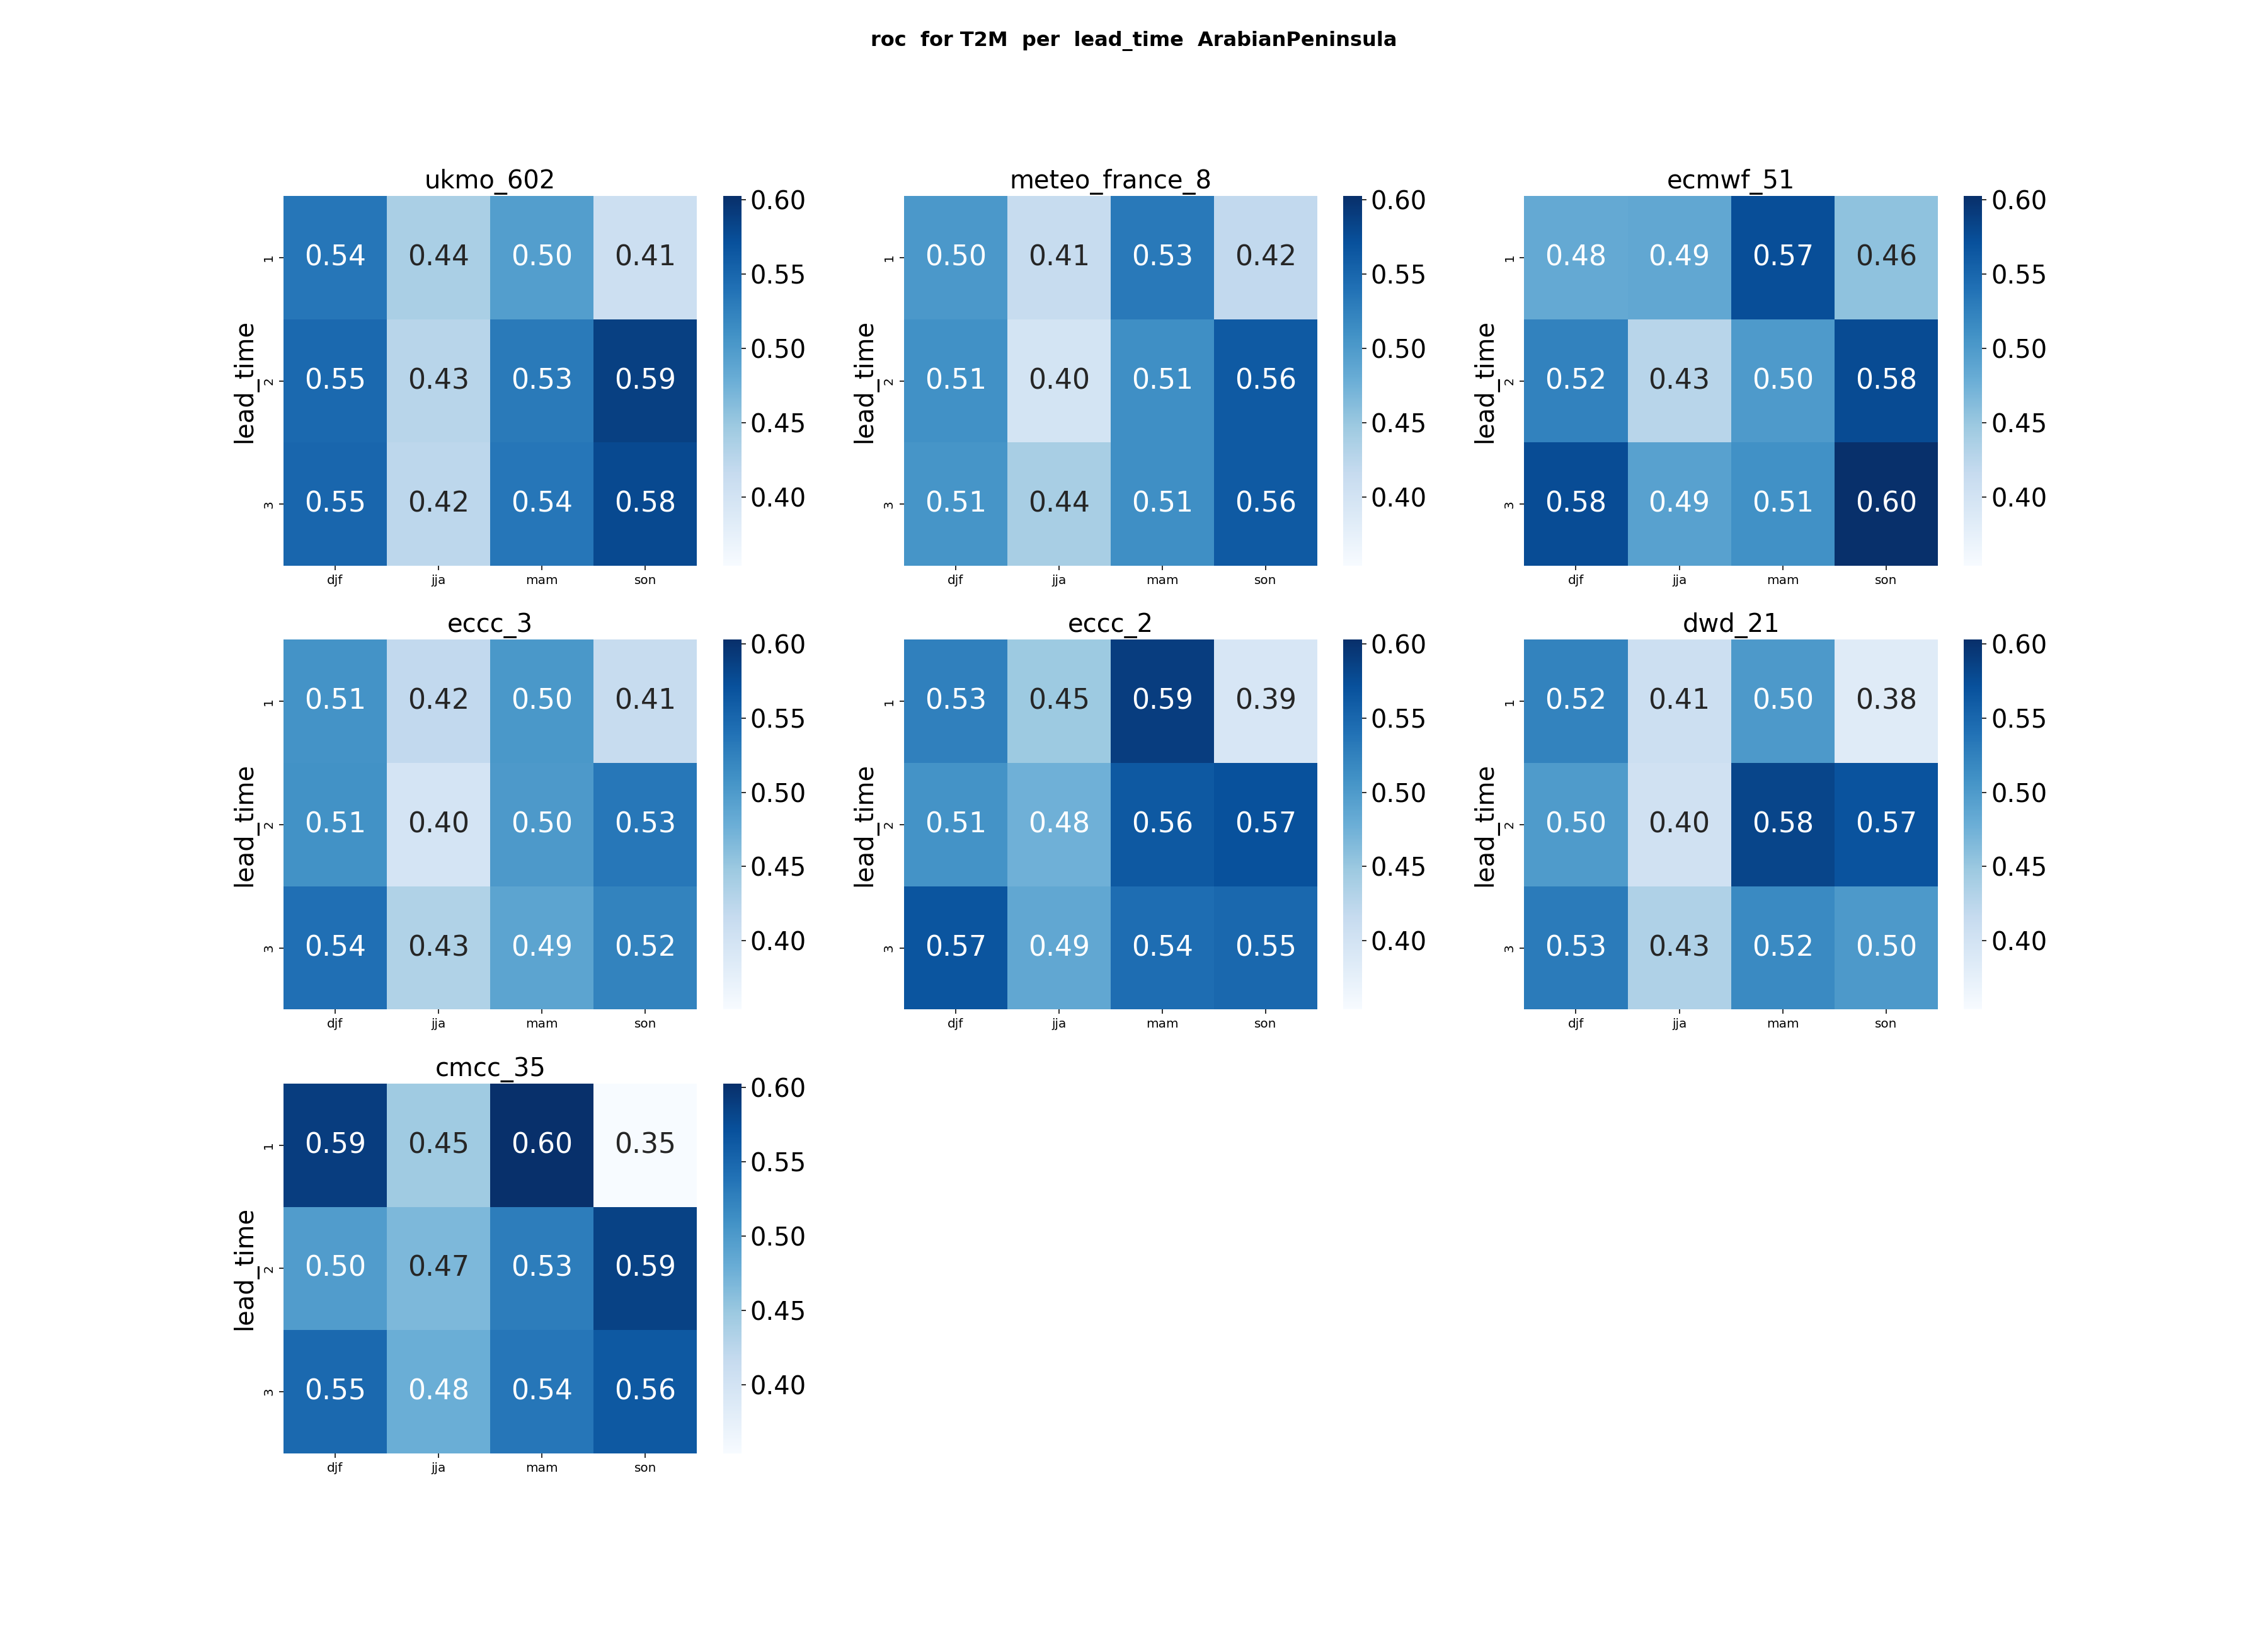 roc for T2M per lead_time ArabianPeninsula
ukmo_602
lead_time
1
0.54 0.44 0.50 0.41
2
0.55 0.43 0.53 0.59
3
0.55 0.42 0.54 0.58
djf jja mam son
0.60
0.55
0.50
0.45
0.40
meteo_france_8
lead_time
1
0.50 0.41 0.53 0.42
2
0.51 0.40 0.51 0.56
3
0.51 0.44 0.51 0.56
djf jja mam son
0.60
0.55
0.50
0.45
0.40
ecmwf_51
lead_time
1
0.48 0.49 0.57 0.46
2
0.52 0.43 0.50 0.58
3
0.58 0.49 0.51 0.60
djf jja mam son
0.60
0.55
0.50
0.45
0.40
eccc_3
lead_time
1
0.51 0.42 0.50 0.41
2
0.51 0.40 0.50 0.53
3
0.54 0.43 0.49 0.52
djf jja mam son
0.60
0.55
0.50
0.45
0.40
eccc_2
lead_time
1
0.53 0.45 0.59 0.39
2
0.51 0.48 0.56 0.57
3
0.57 0.49 0.54 0.55
djf jja mam son
0.60
0.55
0.50
0.45
0.40
dwd_21
lead_time
1
0.52 0.41 0.50 0.38
2
0.50 0.40 0.58 0.57
3
0.53 0.43 0.52 0.50
djf jja mam son
0.60
0.55
0.50
0.45
0.40
cmcc_35
lead_time
1
0.59 0.45 0.60 0.35
2
0.50 0.47 0.53 0.59
3
0.55 0.48 0.54 0.56
djf jja mam son
0.60
0.55
0.50
0.45
0.40